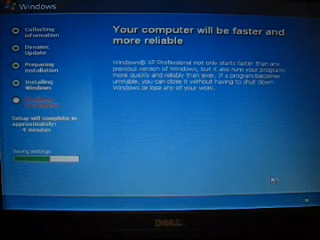 Windows
Your computer will be faster and
more reliable
Collecting
information
Dynamic
Update
Preparing
installation
Installing
Windows
Windows® XP Professional not only starts faster than any
previous version of Windows, but it also runs your programs
more quickly and reliably than ever. If a program becomes
unstable, you can close it without having to shut down
Windows or lose any of your work.
Setup will complete in
approximately:
4 minutes
Saving settings
DELL